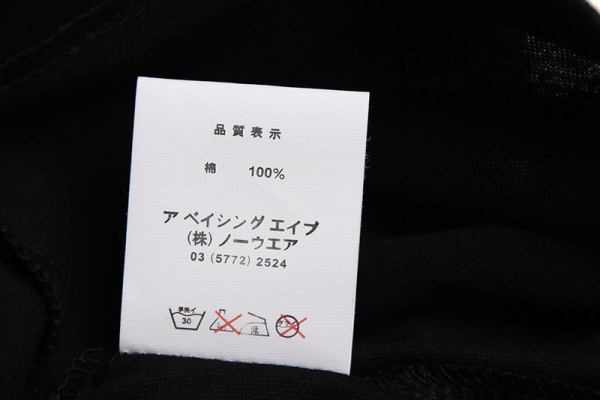 品質表示
棉 100%
ア ベイシング エイプ
(株) ノーウエア
03 (5772) 2524
30